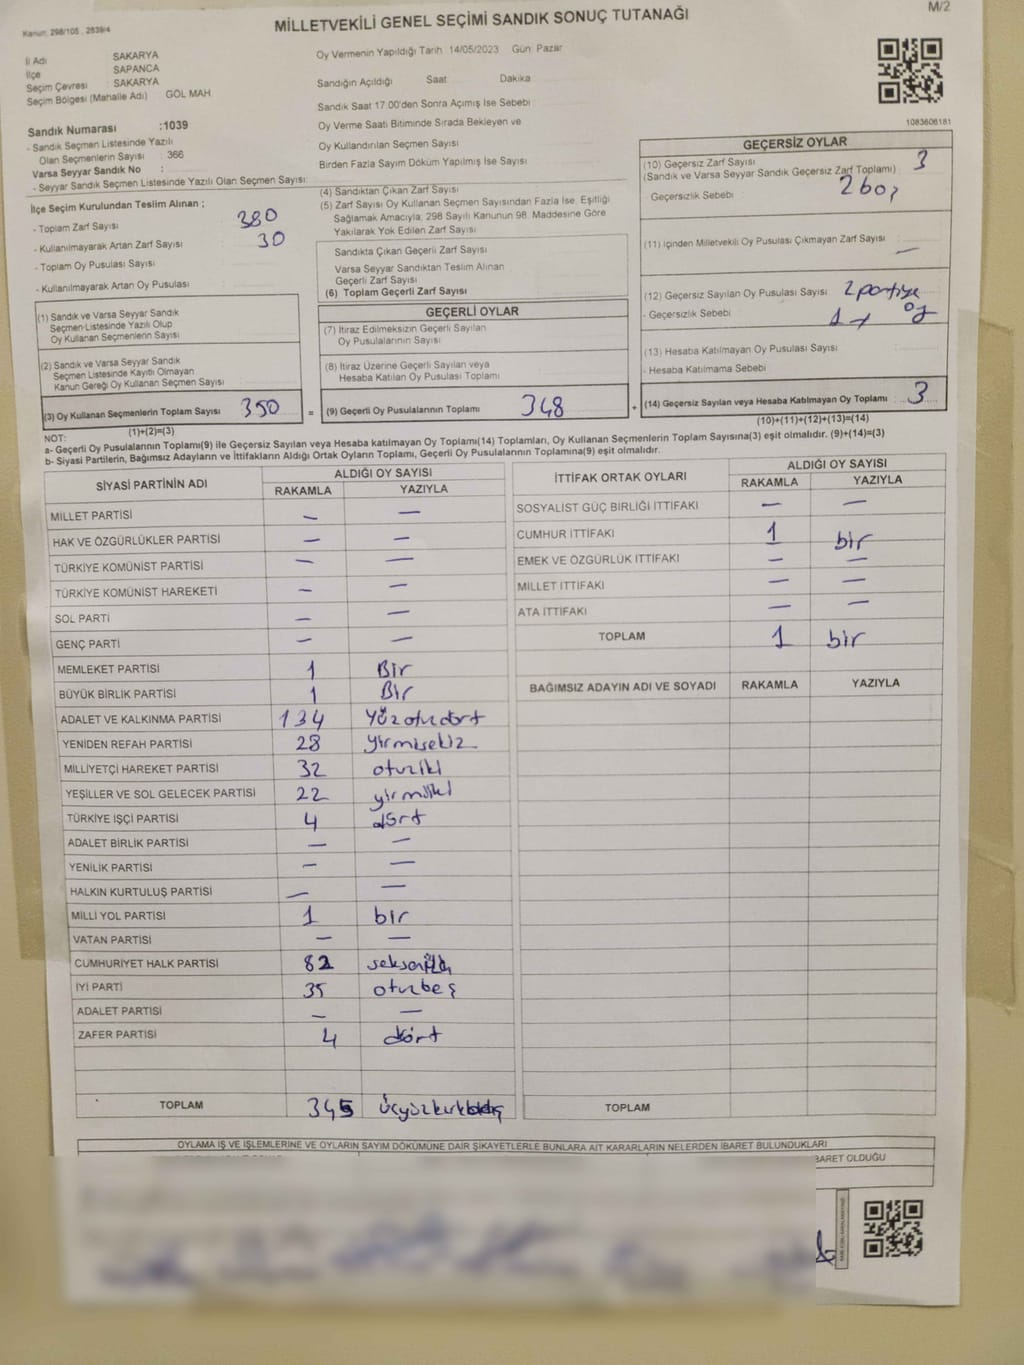 Kanun: 298/105 , 2839/4
MİLLETVEKİLİ GENEL SEÇİMİ SANDIK SONUÇ TUTANAĞI
M/2
İl Adı SAKARYA
İlçe SAPANCA
Seçim Çevresi : SAKARYA
Seçim Bölgesi (Mahalle Adı) GÖL MAH.
Sandık Numarası :1039
- Sandık Seçmen Listesinde Yazılı
Olan Seçmenlerin Sayısı : 366
Varsa Seyyar Sandık No :
- Seyyar Sandık Seçmen Listesinde Yazılı Olan Seçmen Sayısı:
Oy Vermenin Yapıldığı Tarih: 14/05/2023 Gün: Pazar
Sandığın Açıldığı Saat Dakika
Sandık Saat 17.00'den Sonra Açılmış İse Sebebi
Oy Verme Saati Bitiminde Sırada Bekleyen ve
Oy Kullandırılan Seçmen Sayısı
Birden Fazla Sayım Döküm Yapılmış İse Sayısı
1083606181
İlçe Seçim Kurulundan Teslim Alınan ;
- Toplam Zarf Sayısı 380
- Kullanılmayarak Artan Zarf Sayısı 30
- Toplam Oy Pusulası Sayısı
- Kullanılmayarak Artan Oy Pusulası
(4) Sandıktan Çıkan Zarf Sayısı
(5) Zarf Sayısı Oy Kullanan Seçmen Sayısından Fazla İse, Eşitliği
Sağlamak Amacıyla, 298 Sayılı Kanunun 98. Maddesine Göre
Yakılarak Yok Edilen Zarf Sayısı
Sandıkta Çıkan Geçerli Zarf Sayısı
Varsa Seyyar Sandıktan Teslim Alınan
Geçerli Zarf Sayısı
(6) Toplam Geçerli Zarf Sayısı
GEÇERSİZ OYLAR
(10) Geçersiz Zarf Sayısı 3
(Sandık ve Varsa Seyyar Sandık Geçersiz Zarf Toplamı)
Geçersizlik Sebebi: 2 boş
(11) İçinden Milletvekili Oy Pusulası Çıkmayan Zarf Sayısı —
(12) Geçersiz Sayılan Oy Pusulası Sayısı 2 partiye
- Geçersizlik Sebebi 1 oy
(13) Hesaba Katılmayan Oy Pusulası Sayısı
- Hesaba Katılmama Sebebi
(14) Geçersiz Sayılan veya Hesaba Katılmayan Oy Toplamı : 3
(10)+(11)+(12)+(13)=(14)
(1) Sandık ve Varsa Seyyar Sandık
Seçmen Listesinde Yazılı Olup
Oy Kullanan Seçmenlerin Sayısı
(2) Sandık ve Varsa Seyyar Sandık
Seçmen Listesinde Kayıtlı Olmayan
Kanun Gereği Oy Kullanan Seçmen Sayısı
(3) Oy Kullanan Seçmenlerin Toplam Sayısı 350 =
(1)+(2)=(3)
GEÇERLİ OYLAR
(7) İtiraz Edilmeksizin Geçerli Sayılan
Oy Pusulalarının Sayısı
(8) İtiraz Üzerine Geçerli Sayılan veya
Hesaba Katılan Oy Pusulası Toplamı
(9) Geçerli Oy Pusulalarının Toplamı 348 +
NOT:
a- Geçerli Oy Pusulalarının Toplamı(9) ile Geçersiz Sayılan veya Hesaba katılmayan Oy Toplamı(14) Toplamları, Oy Kullanan Seçmenlerin Toplam Sayısına(3) eşit olmalıdır. (9)+(14)=(3)
b- Siyasi Partilerin, Bağımsız Adayların ve İttifakların Aldığı Ortak Oyların Toplamı, Geçerli Oy Pusulalarının Toplamına(9) eşit olmalıdır.
SİYASİ PARTİNİN ADI ALDIĞI OY SAYISI
RAKAMLA YAZIYLA
MİLLET PARTİSİ — —
HAK VE ÖZGÜRLÜKLER PARTİSİ — —
TÜRKİYE KOMÜNİST PARTİSİ — —
TÜRKİYE KOMÜNİST HAREKETİ — —
SOL PARTİ — —
GENÇ PARTİ — —
MEMLEKET PARTİSİ 1 Bir
BÜYÜK BİRLİK PARTİSİ 1 Bir
ADALET VE KALKINMA PARTİSİ 134 Yüzotuzdört
YENİDEN REFAH PARTİSİ 28 yirmisekiz
MİLLİYETÇİ HAREKET PARTİSİ 32 otuziki
YEŞİLLER VE SOL GELECEK PARTİSİ 22 yirmiiki
TÜRKİYE İŞÇİ PARTİSİ 4 dört
ADALET BİRLİK PARTİSİ — —
YENİLİK PARTİSİ — —
HALKIN KURTULUŞ PARTİSİ — —
MİLLİ YOL PARTİSİ 1 bir
VATAN PARTİSİ — —
CUMHURİYET HALK PARTİSİ 82
İYİ PARTİ 35 otuzbeş
ADALET PARTİSİ — —
ZAFER PARTİSİ 4 dört
TOPLAM 345
İTTİFAK ORTAK OYLARI ALDIĞI OY SAYISI
RAKAMLA YAZIYLA
SOSYALİST GÜÇ BİRLİĞİ İTTİFAKI — —
CUMHUR İTTİFAKI 1 bir
EMEK VE ÖZGÜRLÜK İTTİFAKI — —
MİLLET İTTİFAKI — —
ATA İTTİFAKI — —
TOPLAM 1 bir
BAĞIMSIZ ADAYIN ADI VE SOYADI RAKAMLA YAZIYLA
TOPLAM
OYLAMA İŞ VE İŞLEMLERİNE VE OYLARIN SAYIM DÖKÜMÜNE DAİR ŞİKAYETLERLE BUNLARA AİT KARARLARIN NELERDEN İBARET BULUNDUKLARI
İBARET OLDUĞU